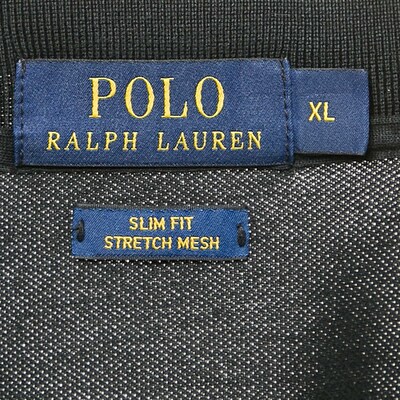 POLO
RALPH LAUREN
XL
SLIM FIT
STRETCH MESH